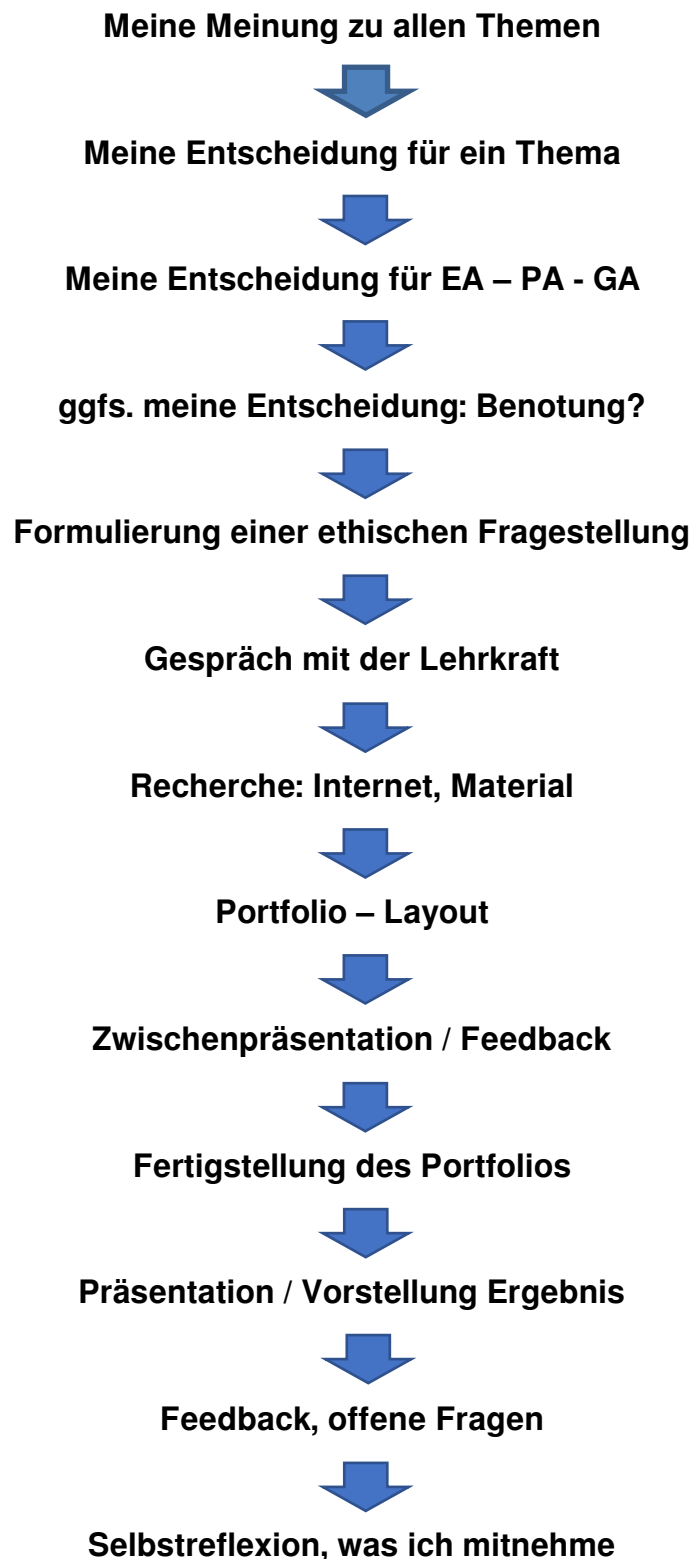 Meine Meinung zu allen Themen
Meine Entscheidung für ein Thema
Meine Entscheidung für EA – PA - GA
ggfs. meine Entscheidung: Benotung?
Formulierung einer ethischen Fragestellung
Gespräch mit der Lehrkraft
Recherche: Internet, Material
Portfolio – Layout
Zwischenpräsentation / Feedback
Fertigstellung des Portfolios
Präsentation / Vorstellung Ergebnis
Feedback, offene Fragen
Selbstreflexion, was ich mitnehme